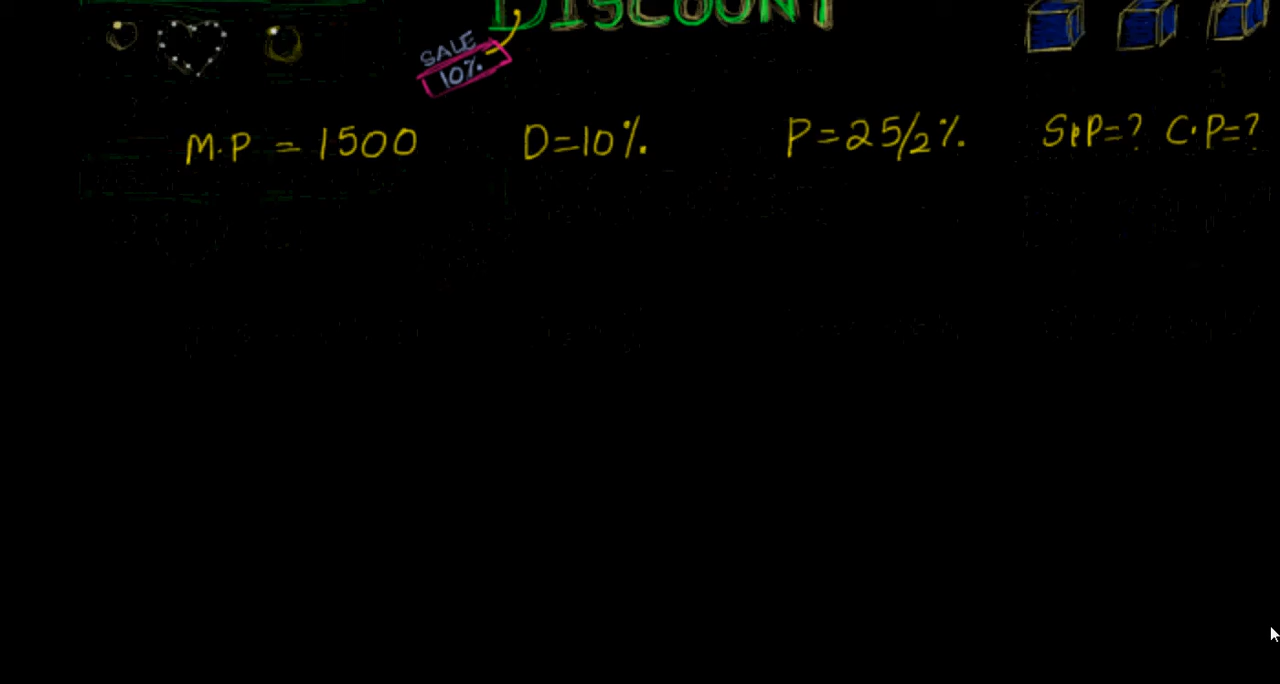 DISCOUNT
SALE
10%
M.P = 1500 D=10% P=25/2% S.P=? C.P=?